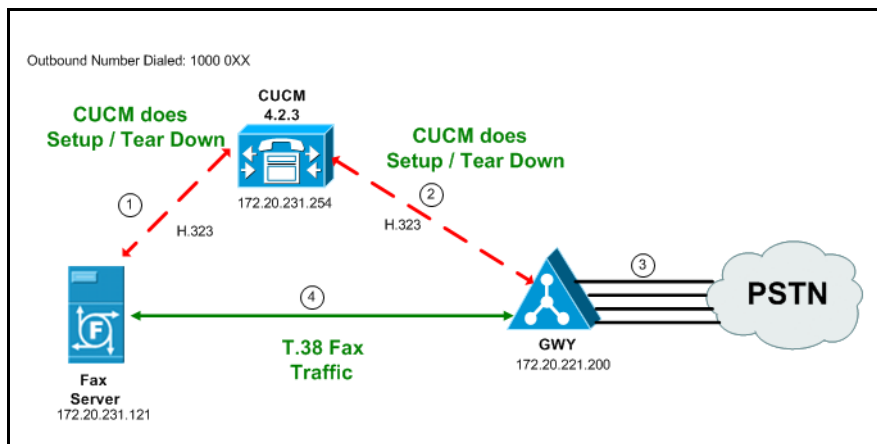 Outbound Number Dialed: 1000 0XX
CUCM
4.2.3
CUCM does
Setup / Tear Down
CUCM does
Setup / Tear Down
172.20.231.254
1
H.323
2
H.323
3
PSTN
4
F
T.38 Fax
Traffic
GWY
172.20.221.200
Fax
Server
172.20.231.121